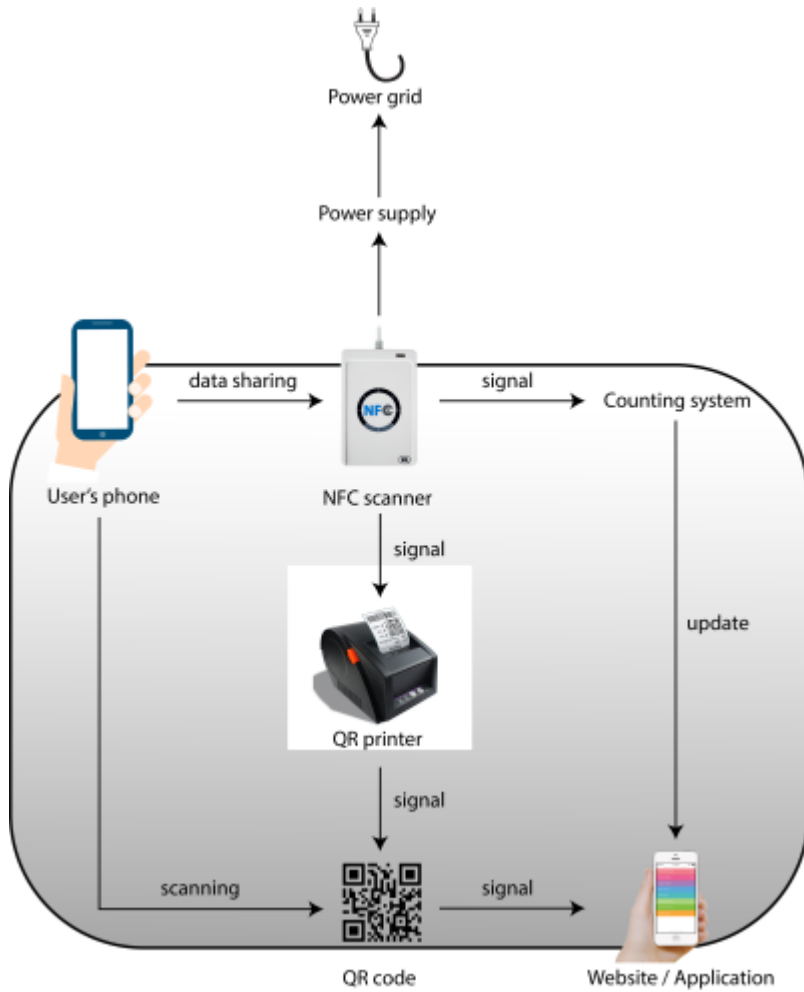 Power grid
Power supply
data sharing
signal
NFC
Counting system
User's phone
NFC scanner
signal
update
QR printer
signal
scanning
signal
QR code
Website / Application